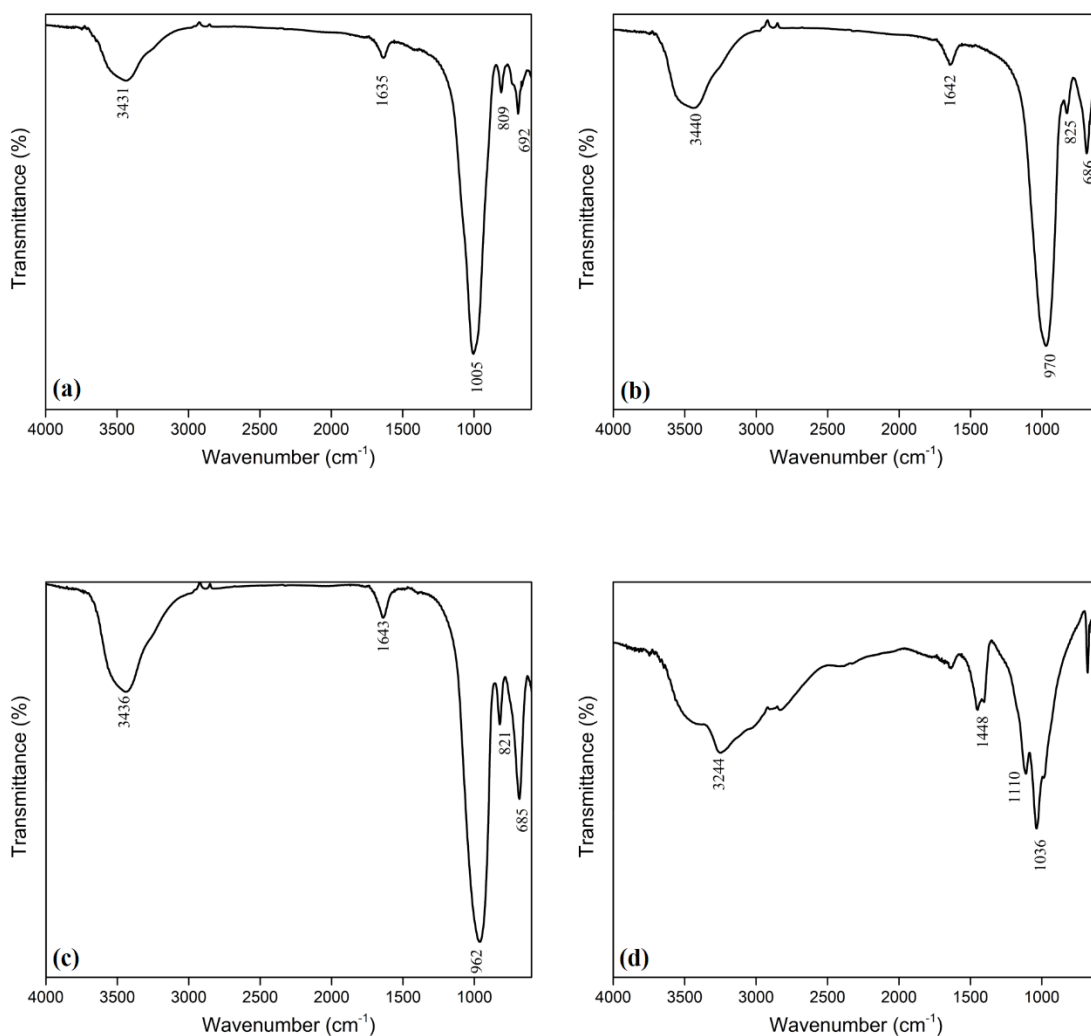 Transmittance (%)
3431
1635
1005
809
692
(a)
4000 3500 3000 2500 2000 1500 1000
Wavenumber (cm⁻¹)
Transmittance (%)
3440
1642
970
825
686
(b)
4000 3500 3000 2500 2000 1500 1000
Wavenumber (cm⁻¹)
Transmittance (%)
3436
1643
962
821
685
(c)
4000 3500 3000 2500 2000 1500 1000
Wavenumber (cm⁻¹)
Transmittance (%)
3244
1448
1110
1036
(d)
4000 3500 3000 2500 2000 1500 1000
Wavenumber (cm⁻¹)